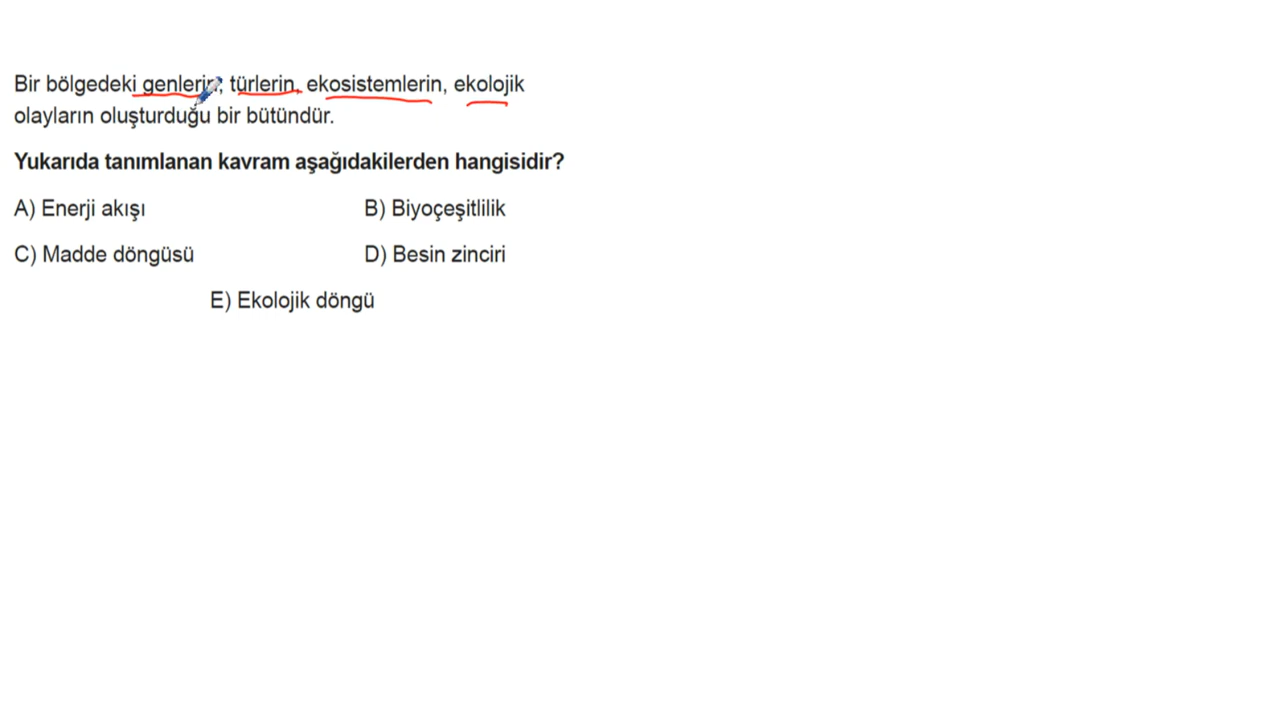 Bir bölgedeki genlerin, türlerin, ekosistemlerin, ekolojik
olayların oluşturduğu bir bütündür.
Yukarıda tanımlanan kavram aşağıdakilerden hangisidir?
A) Enerji akışı B) Biyoçeşitlilik
C) Madde döngüsü D) Besin zinciri
E) Ekolojik döngü